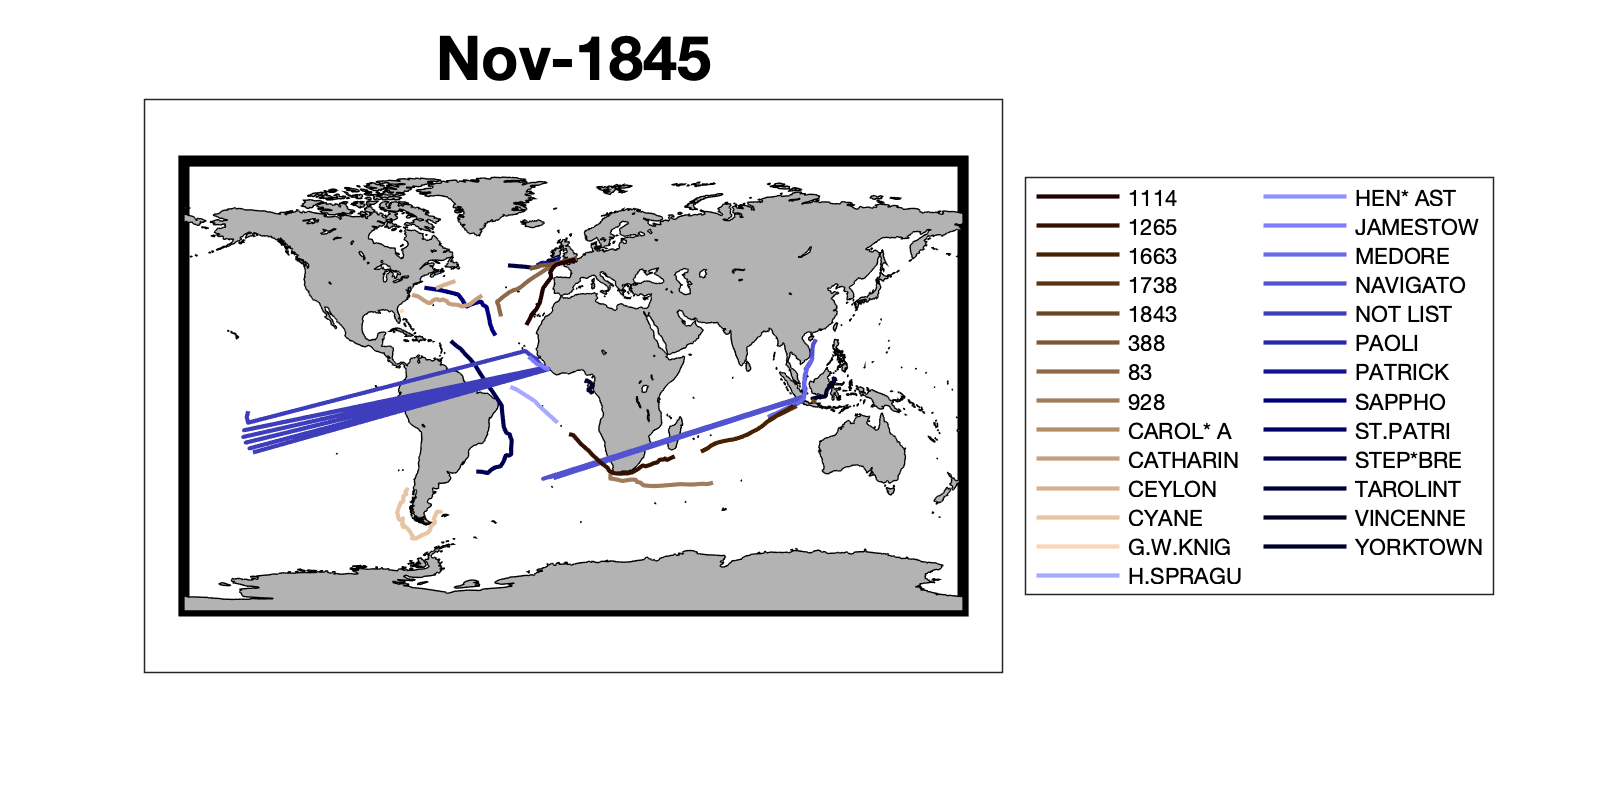 Nov-1845
1114
1265
1663
1738
1843
388
83
928
CAROL* A
CATHARIN
CEYLON
CYANE
G.W.KNIG
H.SPRAGU
HEN* AST
JAMESTOW
MEDORE
NAVIGATO
NOT LIST
PAOLI
PATRICK
SAPPHO
ST.PATRI
STEP*BRE
TAROLINT
VINCENNE
YORKTOWN